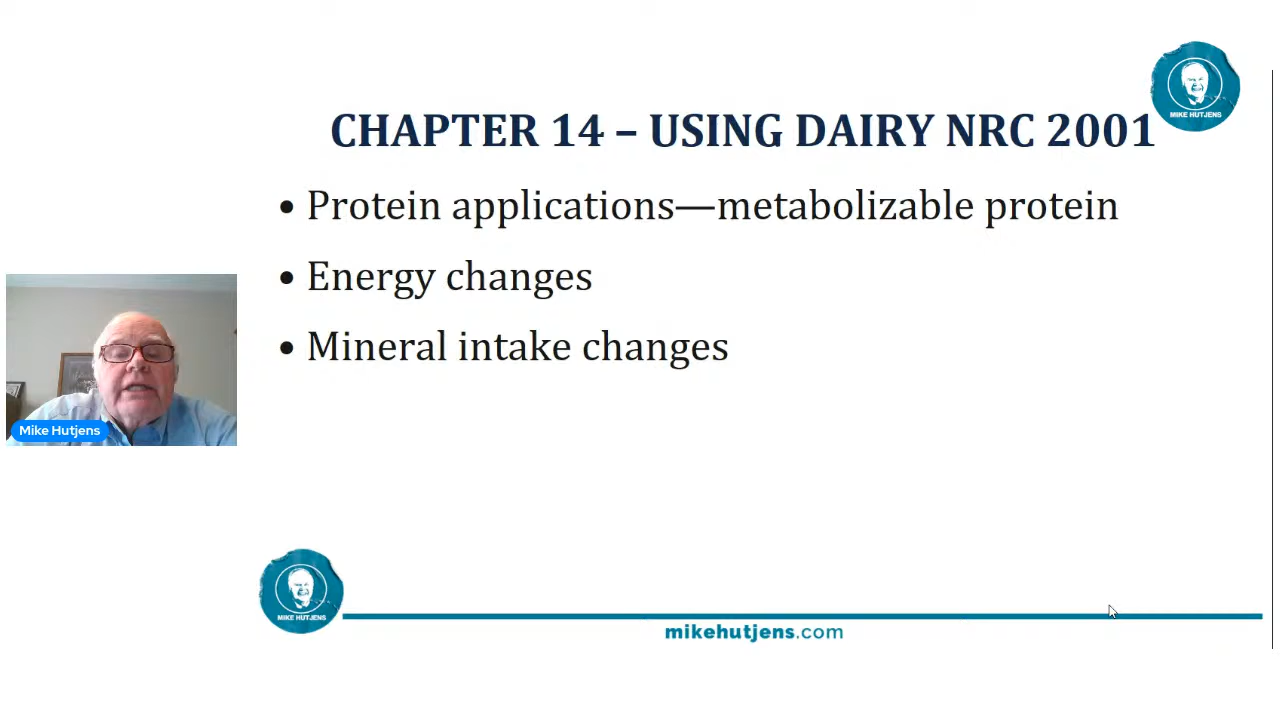 MIKE HUTJENS
CHAPTER 14 – USING DAIRY NRC 2001
• Protein applications—metabolizable protein
• Energy changes
• Mineral intake changes
Mike Hutjens
MIKE HUTJENS
mikehutjens.com